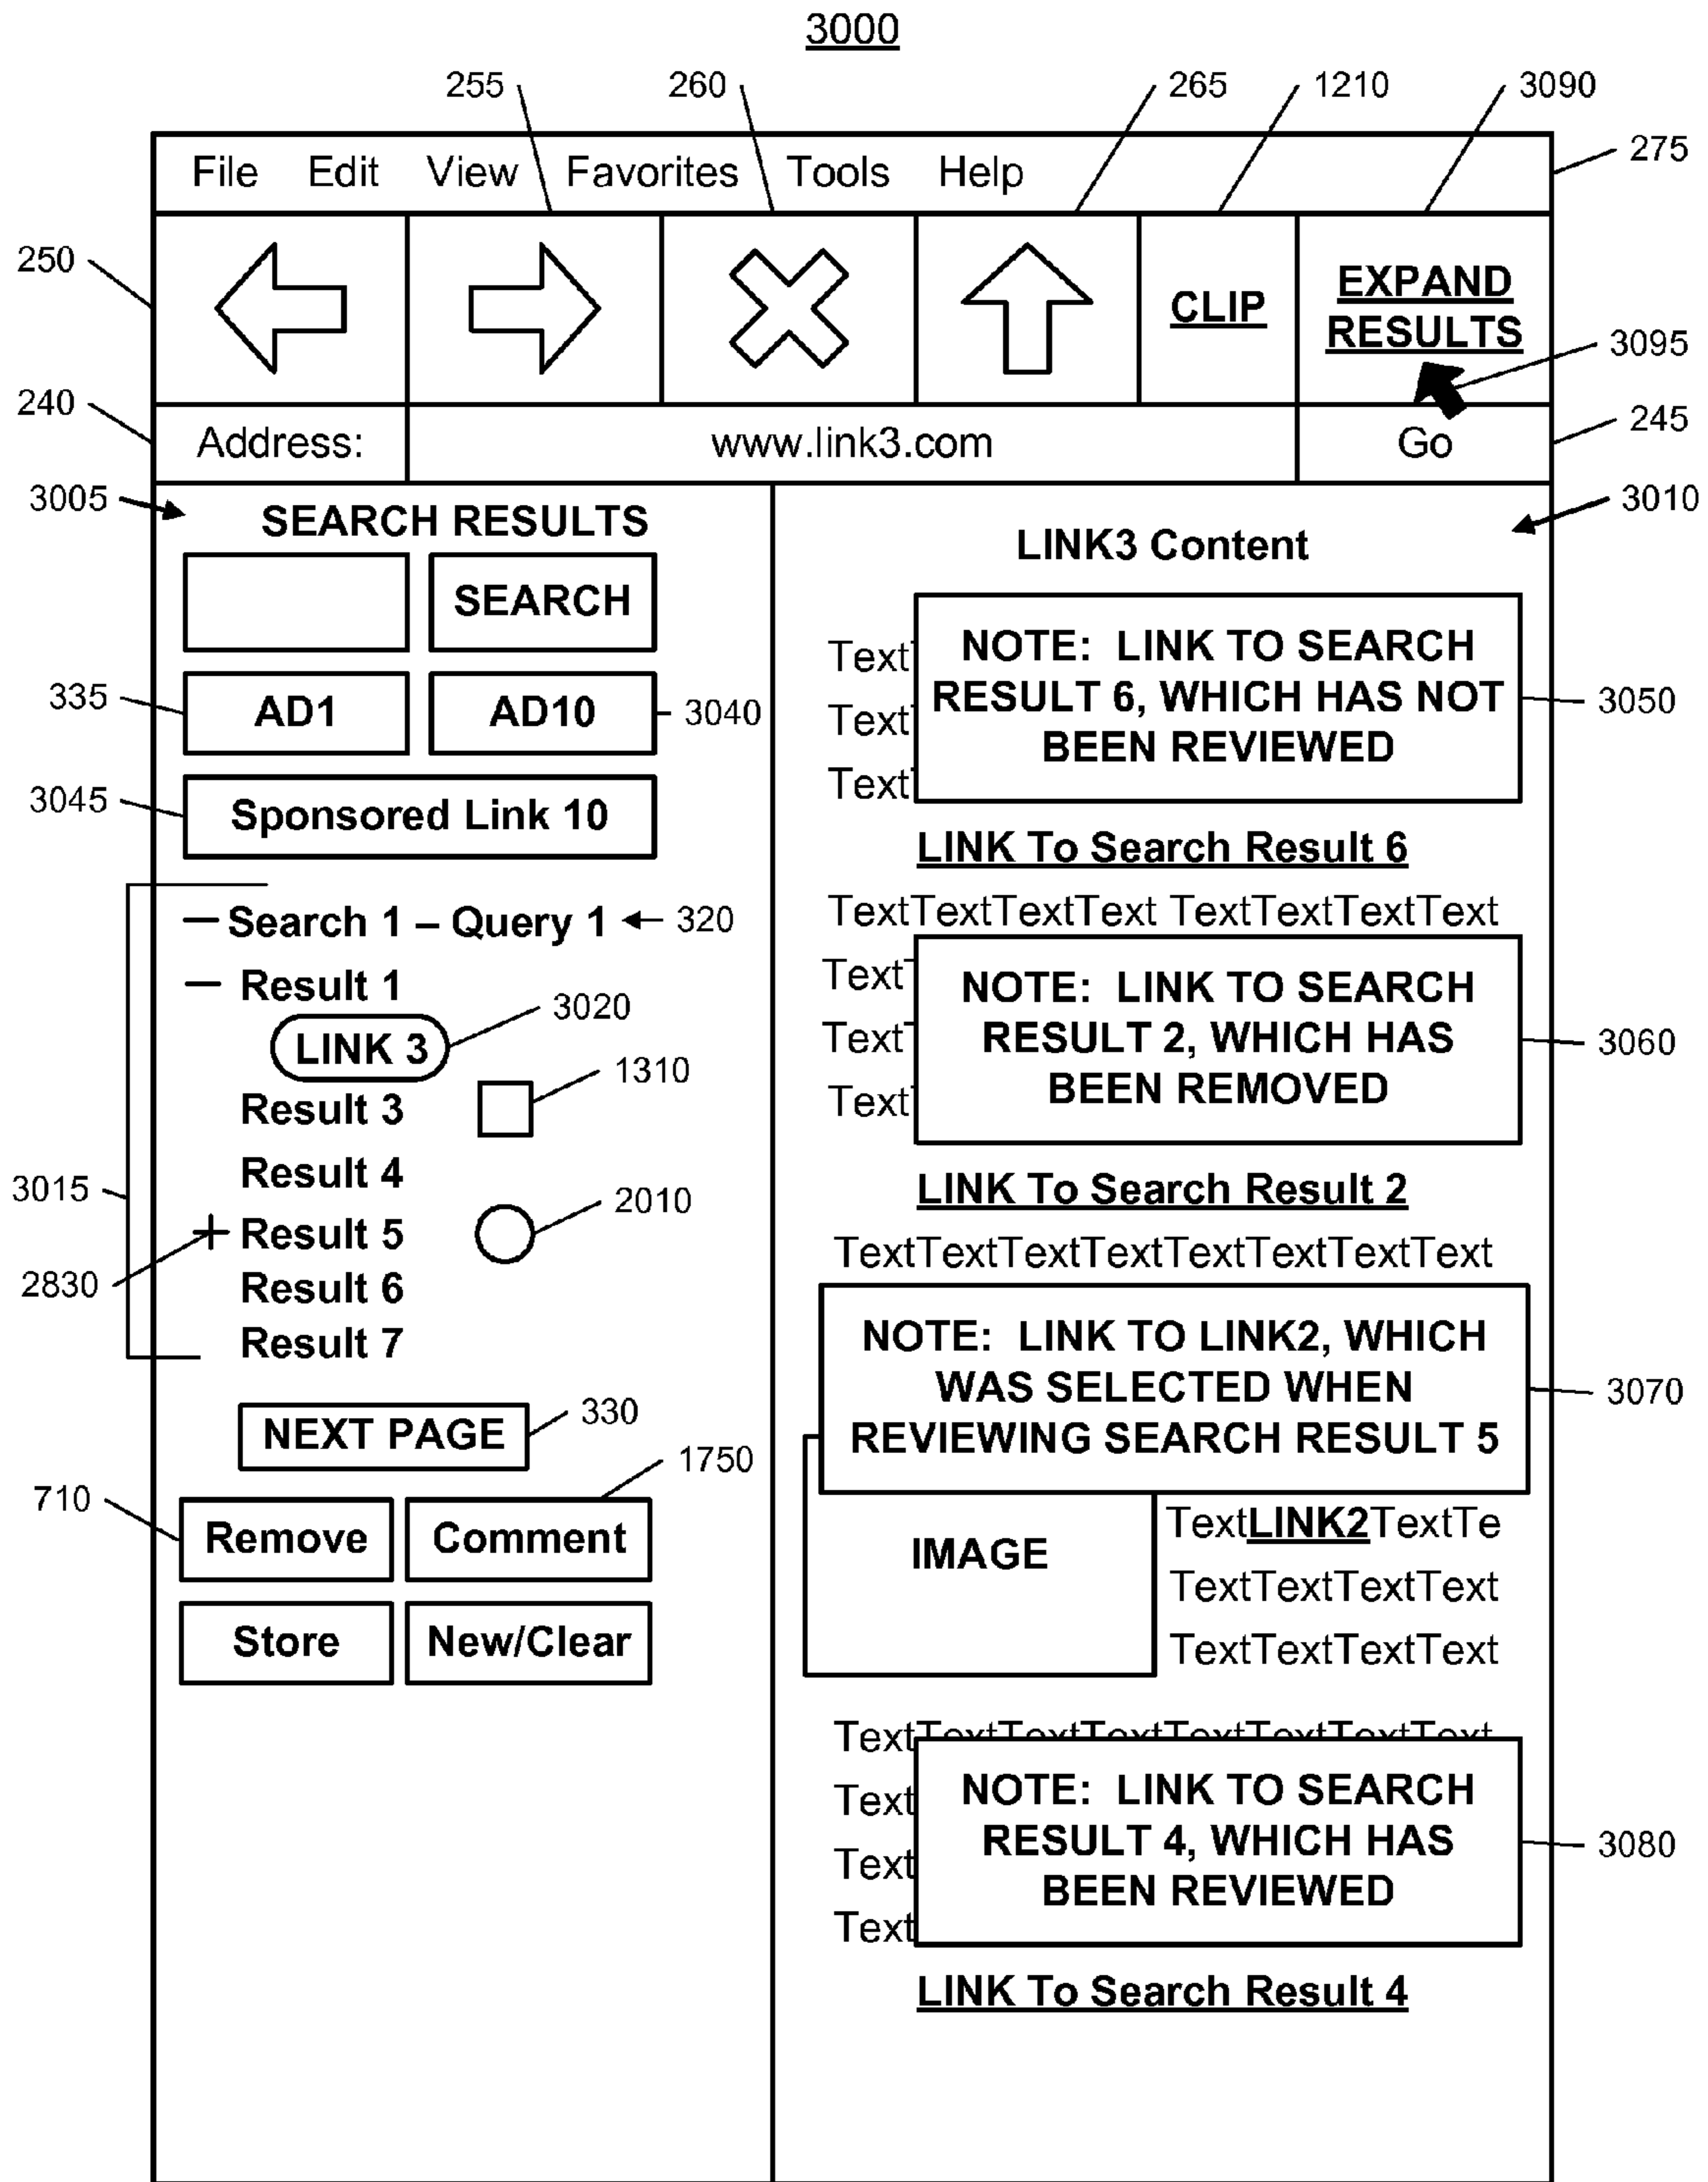 3000
255 260 265 1210 3090
File Edit View Favorites Tools Help
275
250
CLIP
EXPAND
RESULTS
3095
240
Address: www.link3.com Go
245
3005
SEARCH RESULTS
SEARCH
335
AD1
AD10
3040
3045
Sponsored Link 10
— Search 1 – Query 1
320
— Result 1
LINK 3
3020
Result 3
1310
Result 4
3015
+ Result 5
2010
2830
Result 6
Result 7
NEXT PAGE
330
1750
710
Remove
Comment
Store
New/Clear
3010
LINK3 Content
Text
NOTE: LINK TO SEARCH
RESULT 6, WHICH HAS NOT
BEEN REVIEWED
3050
Text
Text
LINK To Search Result 6
TextTextTextText TextTextTextText
Text
NOTE: LINK TO SEARCH
RESULT 2, WHICH HAS
BEEN REMOVED
3060
Text
Text
LINK To Search Result 2
TextTextTextTextTextTextTextText
NOTE: LINK TO LINK2, WHICH
WAS SELECTED WHEN
REVIEWING SEARCH RESULT 5
3070
IMAGE
TextLINK2TextTe
TextTextTextText
TextTextTextText
TextTextTextTextTextTextTextText
NOTE: LINK TO SEARCH
RESULT 4, WHICH HAS
BEEN REVIEWED
3080
Text
Text
Text
LINK To Search Result 4